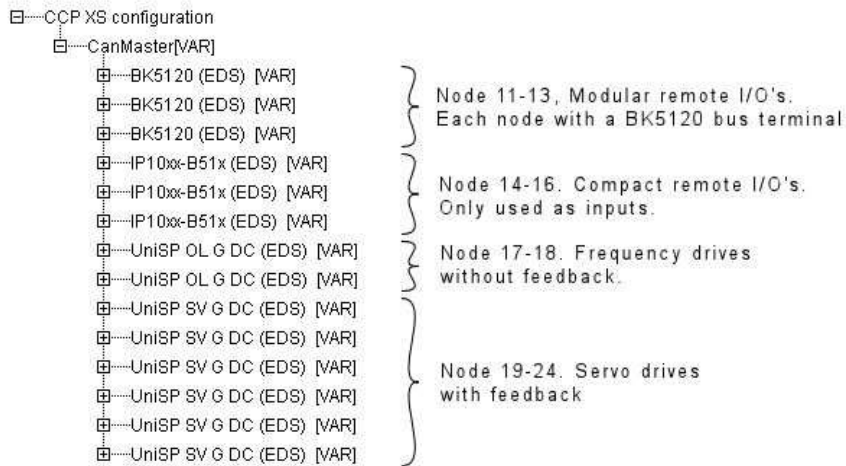 CCP XS configuration
CanMaster[VAR]
BK5120 (EDS) [VAR]
BK5120 (EDS) [VAR]
BK5120 (EDS) [VAR]
Node 11-13, Modular remote I/O's.
Each node with a BK5120 bus terminal
IP10xx-B51x (EDS) [VAR]
IP10xx-B51x (EDS) [VAR]
IP10xx-B51x (EDS) [VAR]
Node 14-16. Compact remote I/O's.
Only used as inputs.
UniSP OL G DC (EDS) [VAR]
UniSP OL G DC (EDS) [VAR]
Node 17-18. Frequency drives
without feedback.
UniSP SV G DC (EDS) [VAR]
UniSP SV G DC (EDS) [VAR]
UniSP SV G DC (EDS) [VAR]
UniSP SV G DC (EDS) [VAR]
UniSP SV G DC (EDS) [VAR]
UniSP SV G DC (EDS) [VAR]
Node 19-24. Servo drives
with feedback